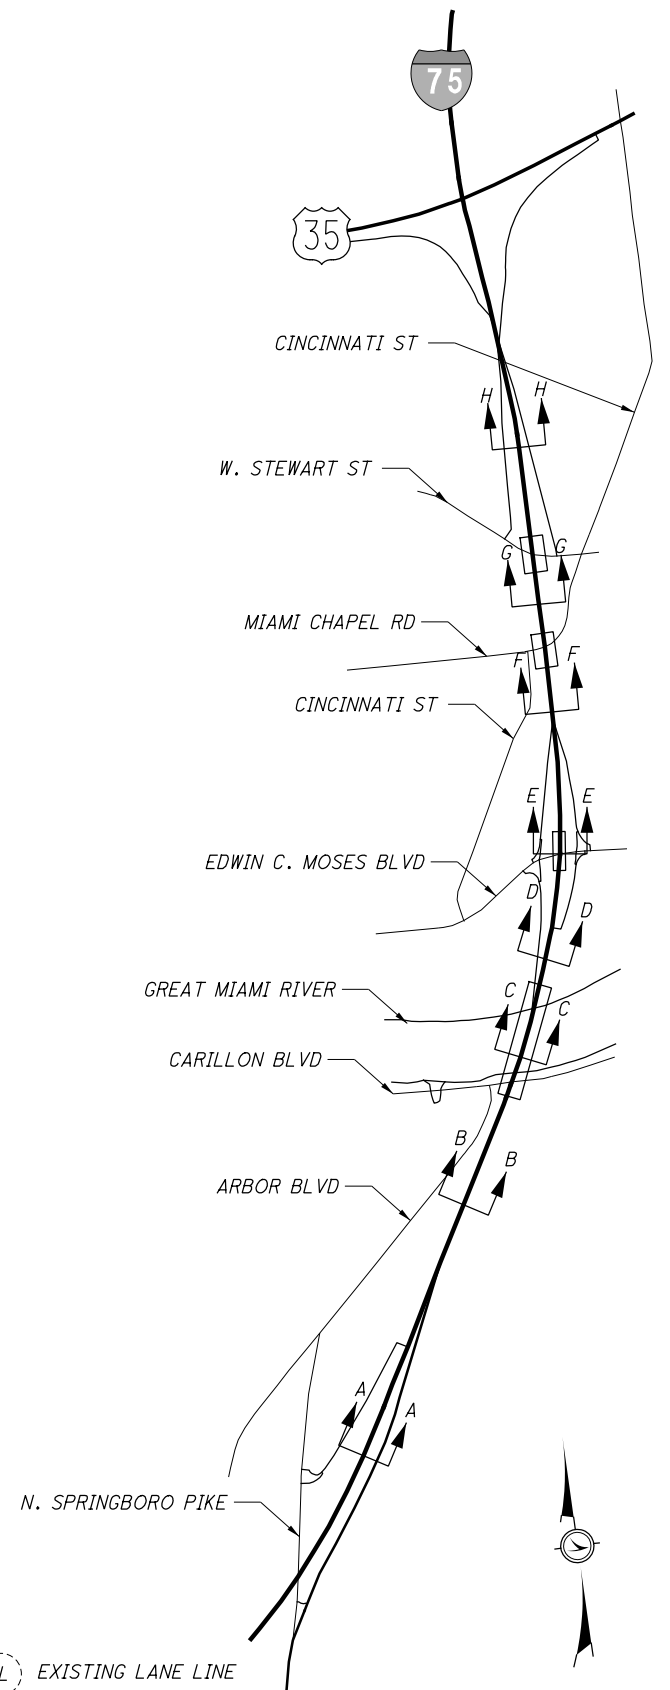 75
35
CINCINNATI ST
H H
W. STEWART ST
G G
MIAMI CHAPEL RD
F F
CINCINNATI ST
E E
EDWIN C. MOSES BLVD
D D
GREAT MIAMI RIVER
C C
CARILLON BLVD
B B
ARBOR BLVD
A A
N. SPRINGBORO PIKE
L EXISTING LANE LINE